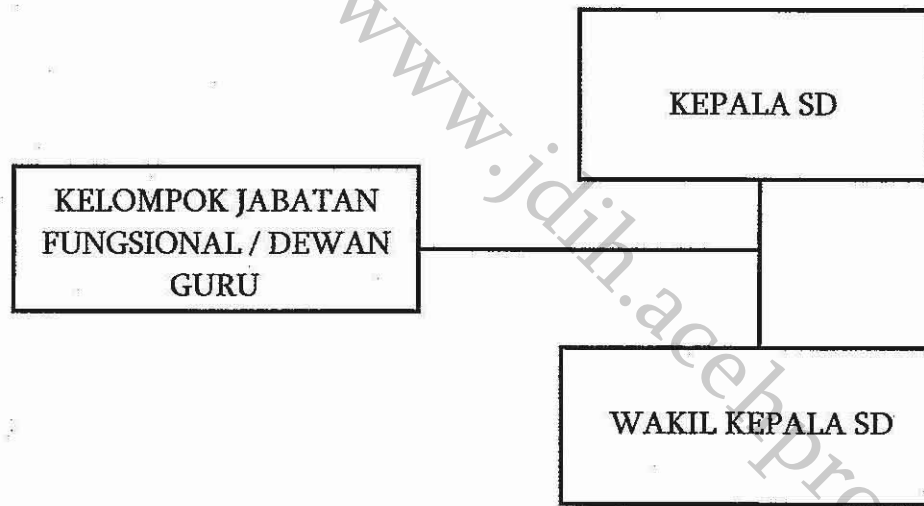 KEPALA SD
KELOMPOK JABATAN
FUNGSIONAL / DEWAN
GURU
WAKIL KEPALA SD
www.jdih.acehpro